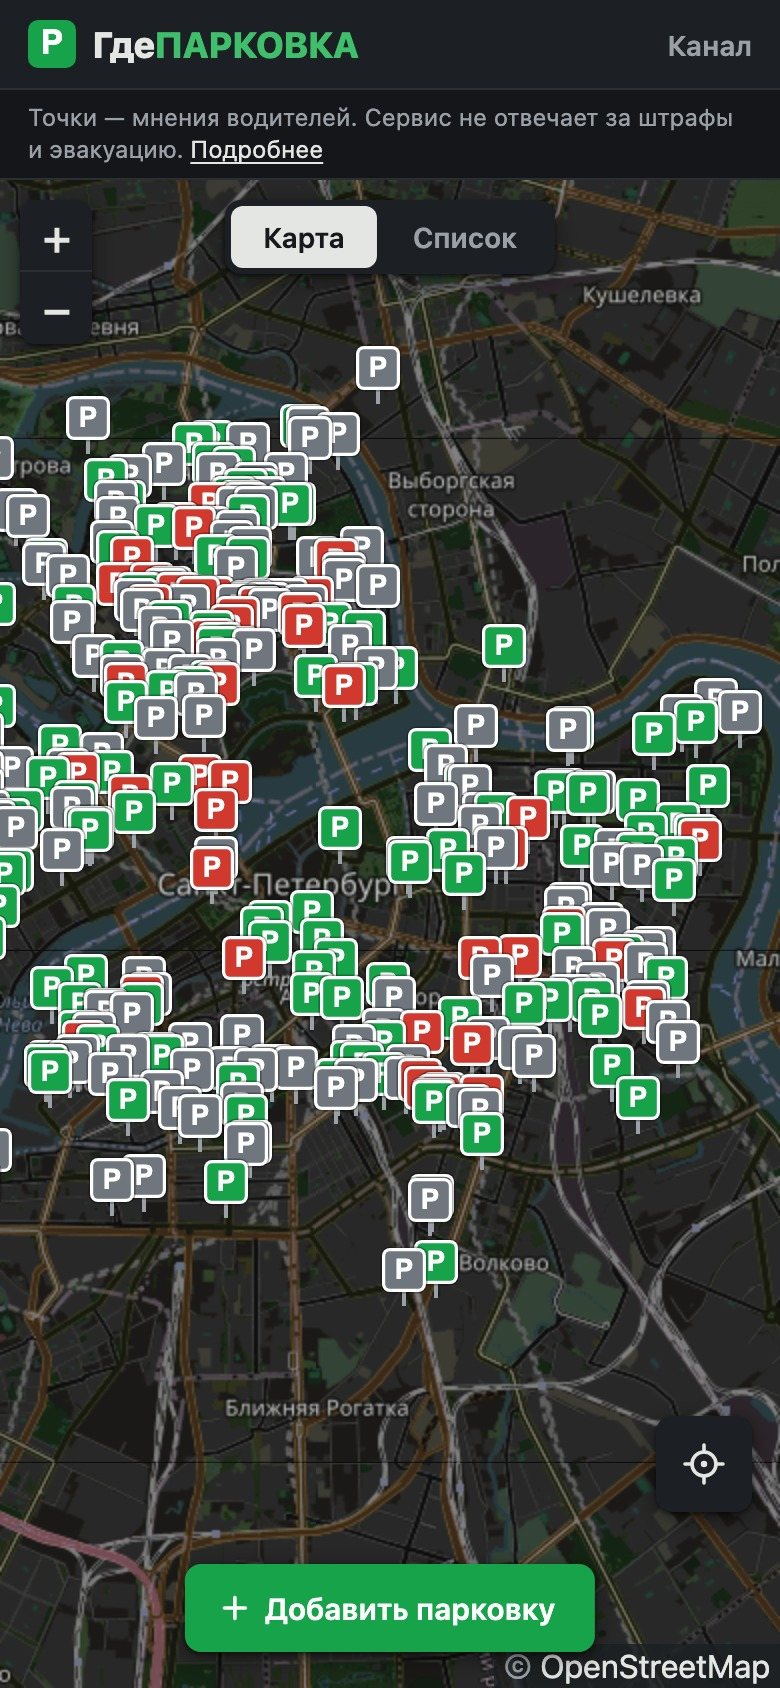 P ГдеПАРКОВКА
Канал
Точки — мнения водителей. Сервис не отвечает за штрафы
и эвакуацию. Подробнее
+
Карта
Список
−
Кушелевка
Выборгская
сторона
Волково
Ближняя Рогатка
+ Добавить парковку
© OpenStreetMap